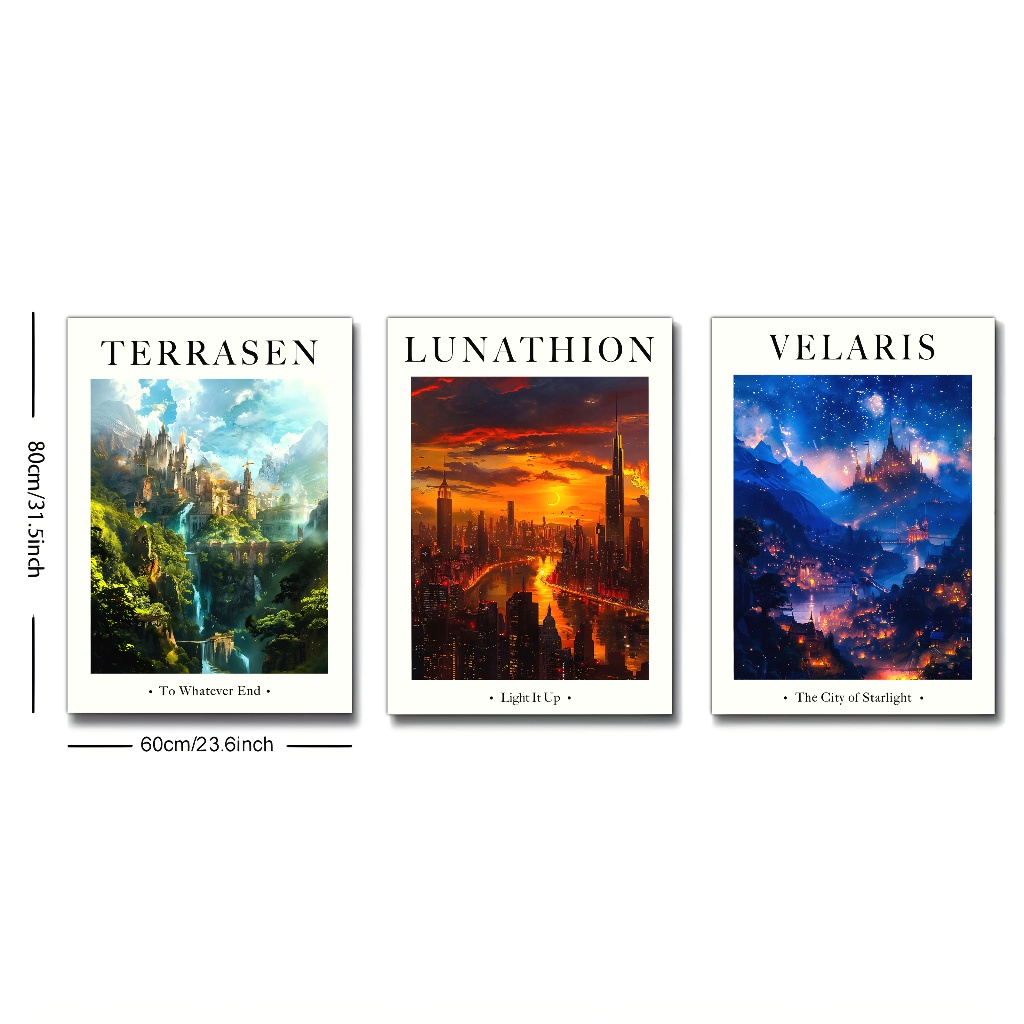 TERRASEN
LUNATHION
VELARIS
80cm/31.5inch
• To Whatever End •
• Light It Up •
• The City of Starlight •
60cm/23.6inch